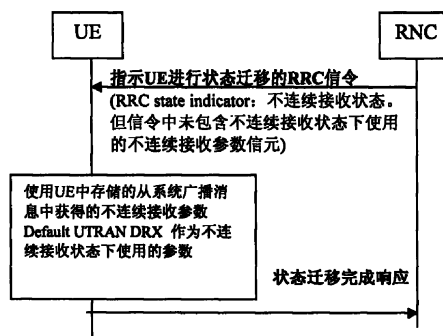 UE
RNC
指示UE进行状态迁移的RRC信令
(RRC state indicator：不连续接收状态。
但信令中未包含不连续接收状态下使用
的不连续接收参数信元)
使用UE中存储的从系统广播消
息中获得的不连续接收参数
Default UTRAN DRX 作为不连
续接收状态下使用的参数
状态迁移完成响应